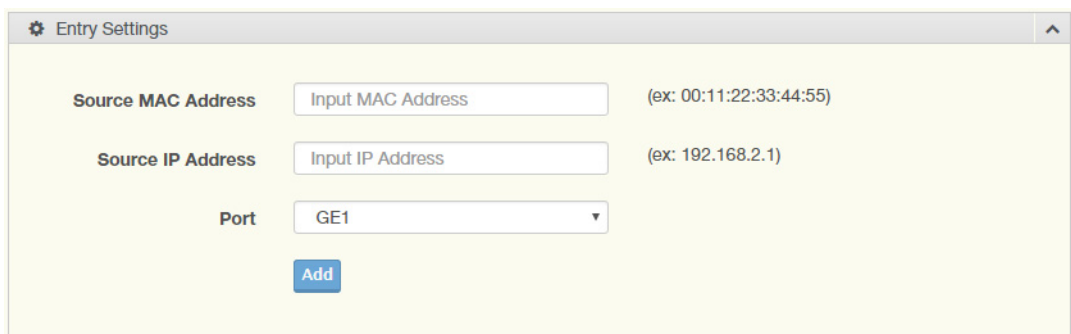 Entry Settings
Source MAC Address Input MAC Address (ex: 00:11:22:33:44:55)
Source IP Address Input IP Address (ex: 192.168.2.1)
Port GE1
Add